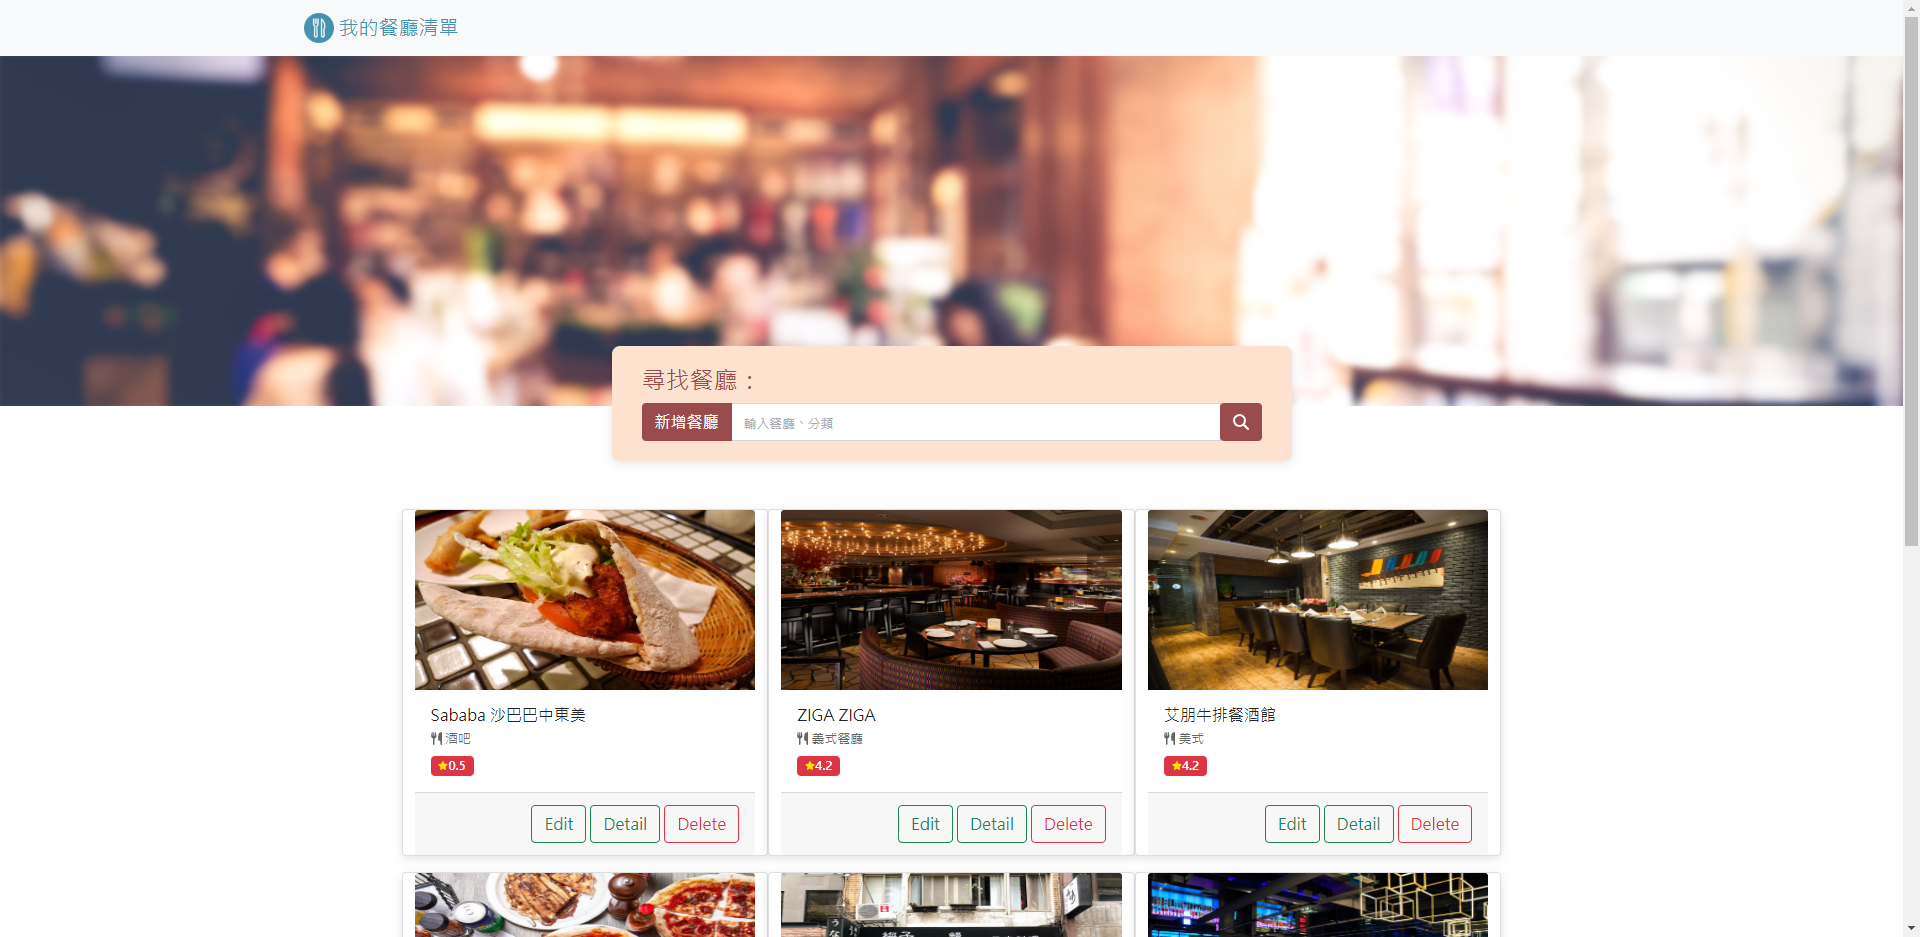 我的餐廳清單
尋找餐廳：
新增餐廳
輸入餐廳、分類
Sababa 沙巴巴中東美
酒吧
0.5
Edit Detail Delete
ZIGA ZIGA
義式餐廳
4.2
Edit Detail Delete
艾朋牛排餐酒館
美式
4.2
Edit Detail Delete